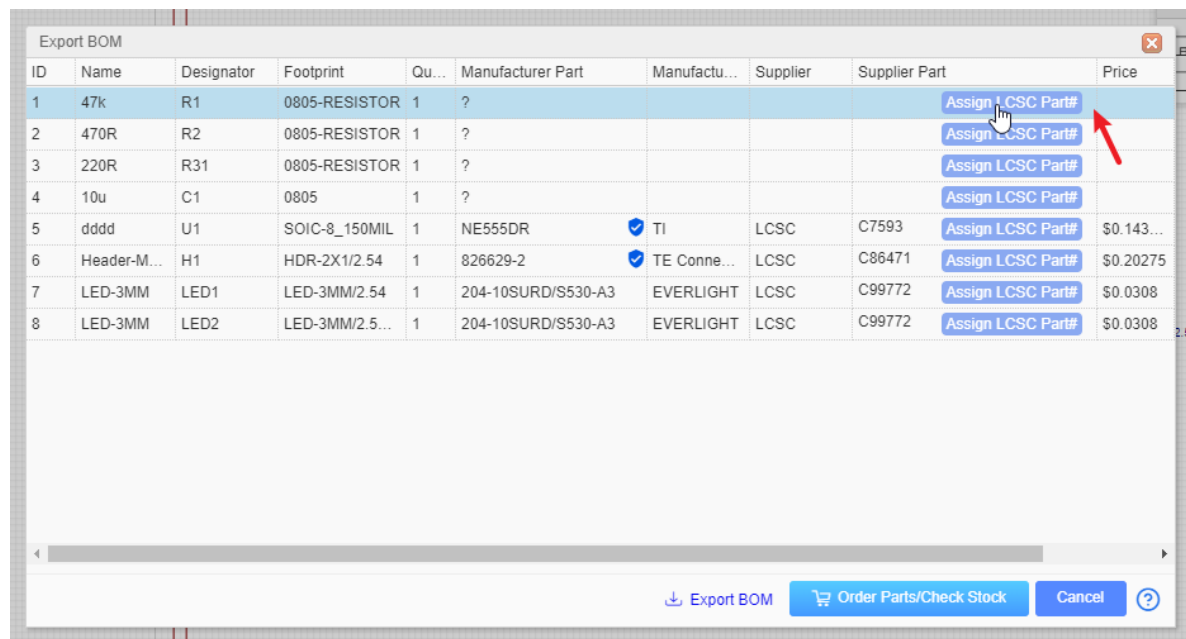 Export BOM
ID Name Designator Footprint Qu... Manufacturer Part Manufactu... Supplier Supplier Part Price
1 47k R1 0805-RESISTOR 1 ? Assign LCSC Part#
2 470R R2 0805-RESISTOR 1 ? Assign LCSC Part#
3 220R R31 0805-RESISTOR 1 ? Assign LCSC Part#
4 10u C1 0805 1 ? Assign LCSC Part#
5 dddd U1 SOIC-8_150MIL 1 NE555DR TI LCSC C7593 Assign LCSC Part# $0.143...
6 Header-M... H1 HDR-2X1/2.54 1 826629-2 TE Conne... LCSC C86471 Assign LCSC Part# $0.20275
7 LED-3MM LED1 LED-3MM/2.54 1 204-10SURD/S530-A3 EVERLIGHT LCSC C99772 Assign LCSC Part# $0.0308
8 LED-3MM LED2 LED-3MM/2.5... 1 204-10SURD/S530-A3 EVERLIGHT LCSC C99772 Assign LCSC Part# $0.0308
Export BOM Order Parts/Check Stock Cancel ?